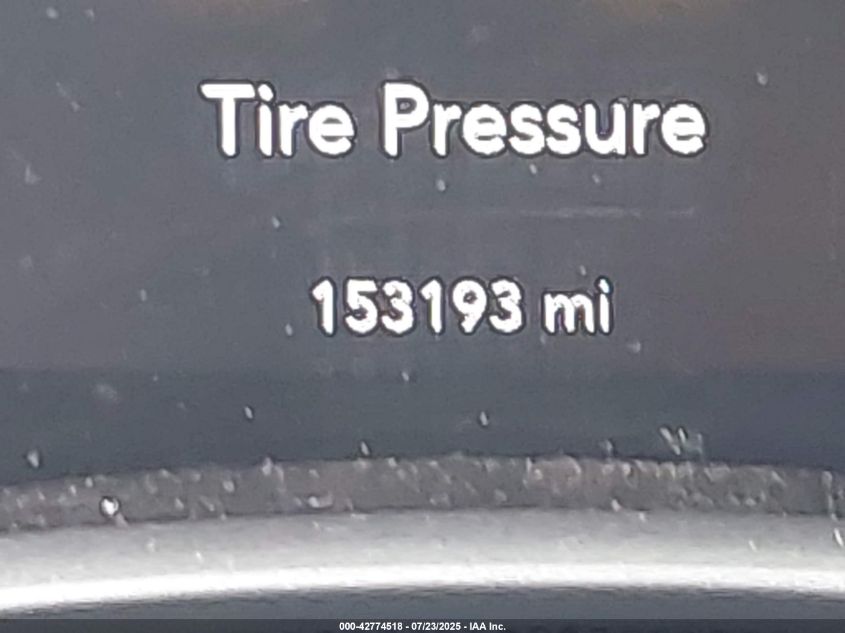 Tire Pressure
153193 mi
000-42774518 - 07/23/2025 - IAA Inc.